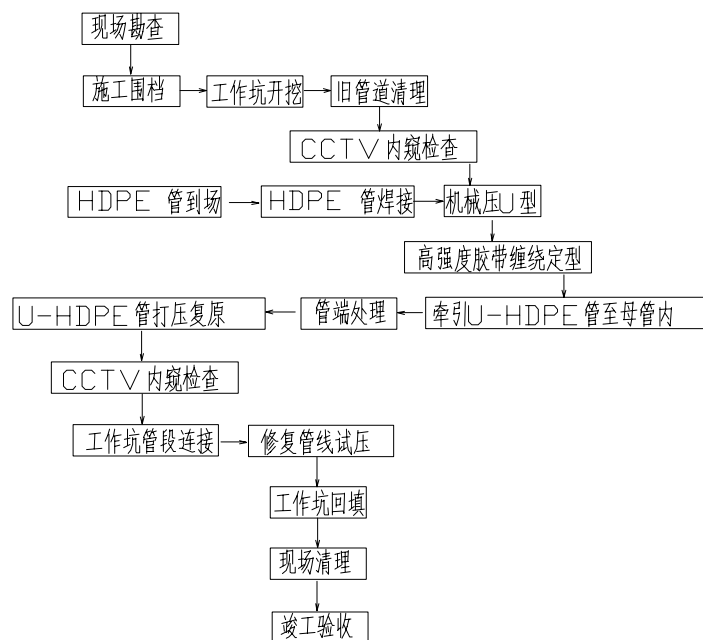 现场勘查
施工围档
工作坑开挖
旧管道清理
CCTV内窥检查
HDPE 管到场
HDPE 管焊接
机械压U型
高强度胶带缠绕定型
U-HDPE管打压复原
管端处理
牵引U-HDPE管至母管内
CCTV内窥检查
工作坑管段连接
修复管线试压
工作坑回填
现场清理
竣工验收